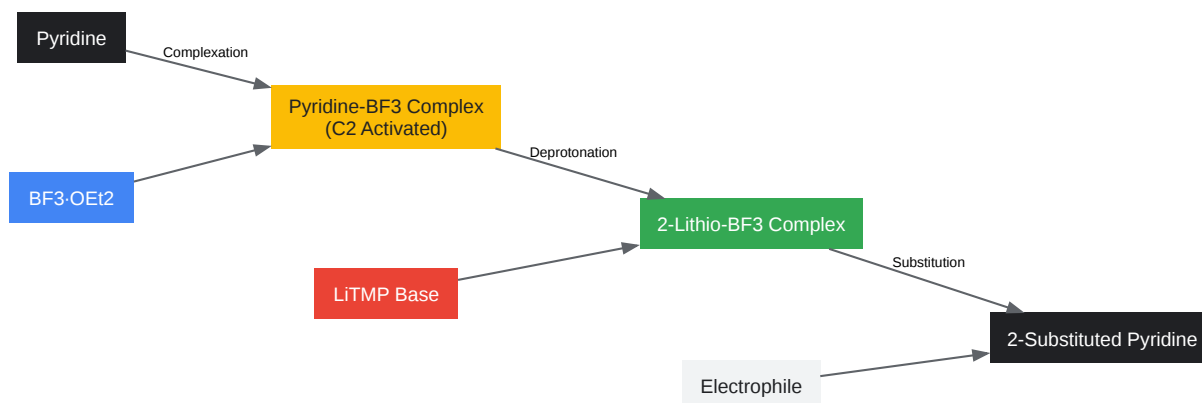 Pyridine
Complexation
Pyridine-BF3 Complex
(C2 Activated)
Deprotonation
BF3·OEt2
2-Lithio-BF3 Complex
Substitution
LiTMP Base
2-Substituted Pyridine
Electrophile